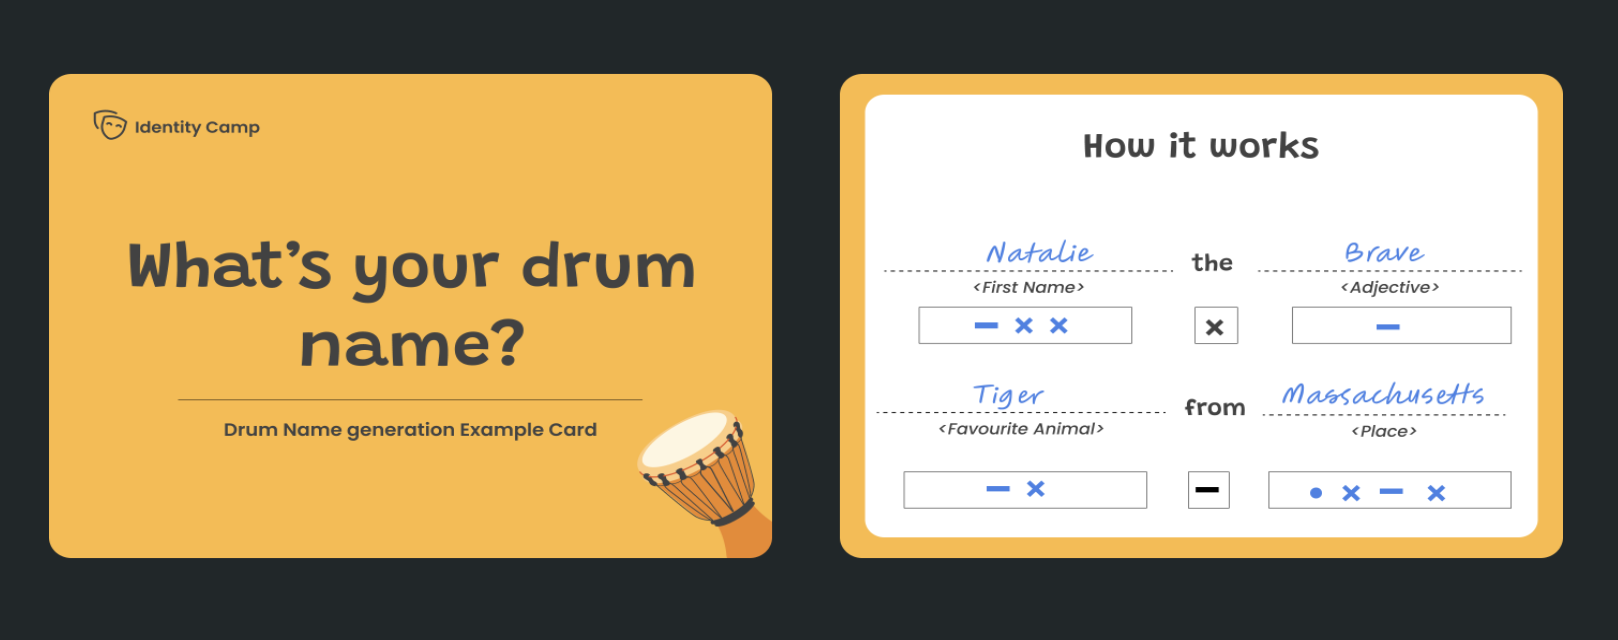 Identity Camp
What's your drum
name?
Drum Name generation Example Card
How it works
Natalie the Brave
<First Name> <Adjective>
— × × × —
Tiger from Massachusetts
<Favourite Animal> <Place>
— × — • × — ×